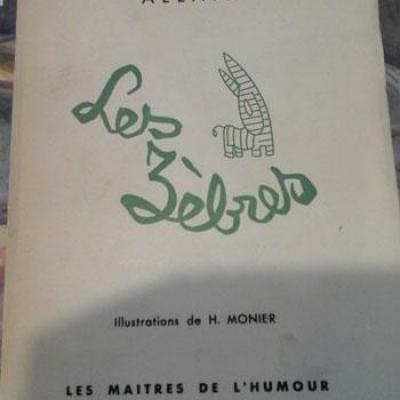 Les
Zèbres
Illustrations de H. MONIER
LES MAITRES DE L'HUMOUR